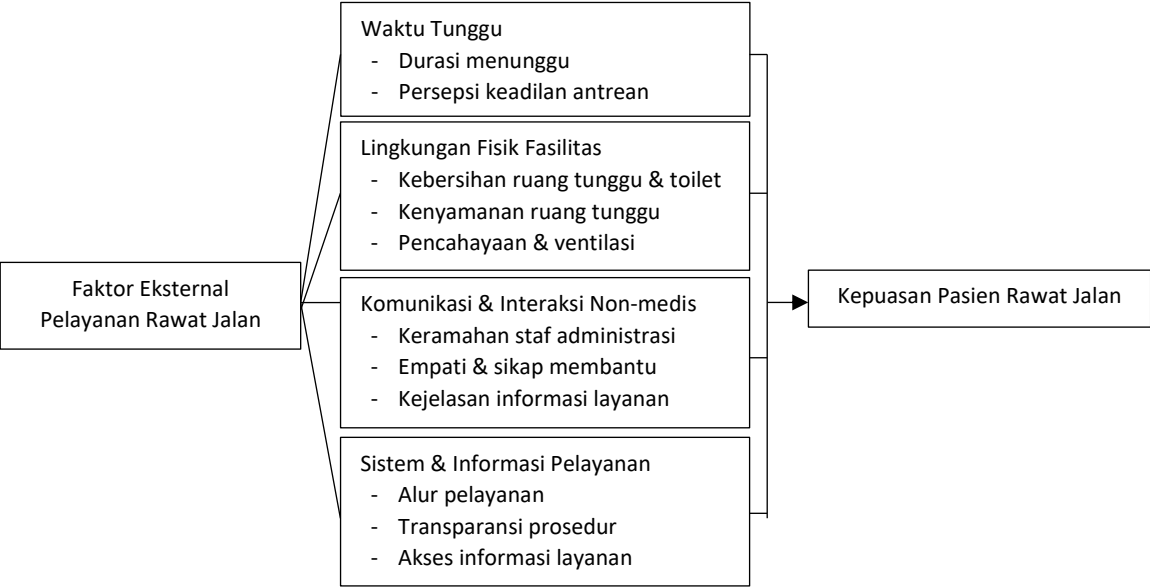 Faktor Eksternal
Pelayanan Rawat Jalan
Waktu Tunggu
- Durasi menunggu
- Persepsi keadilan antrean
Lingkungan Fisik Fasilitas
- Kebersihan ruang tunggu & toilet
- Kenyamanan ruang tunggu
- Pencahayaan & ventilasi
Komunikasi & Interaksi Non-medis
- Keramahan staf administrasi
- Empati & sikap membantu
- Kejelasan informasi layanan
Sistem & Informasi Pelayanan
- Alur pelayanan
- Transparansi prosedur
- Akses informasi layanan
Kepuasan Pasien Rawat Jalan